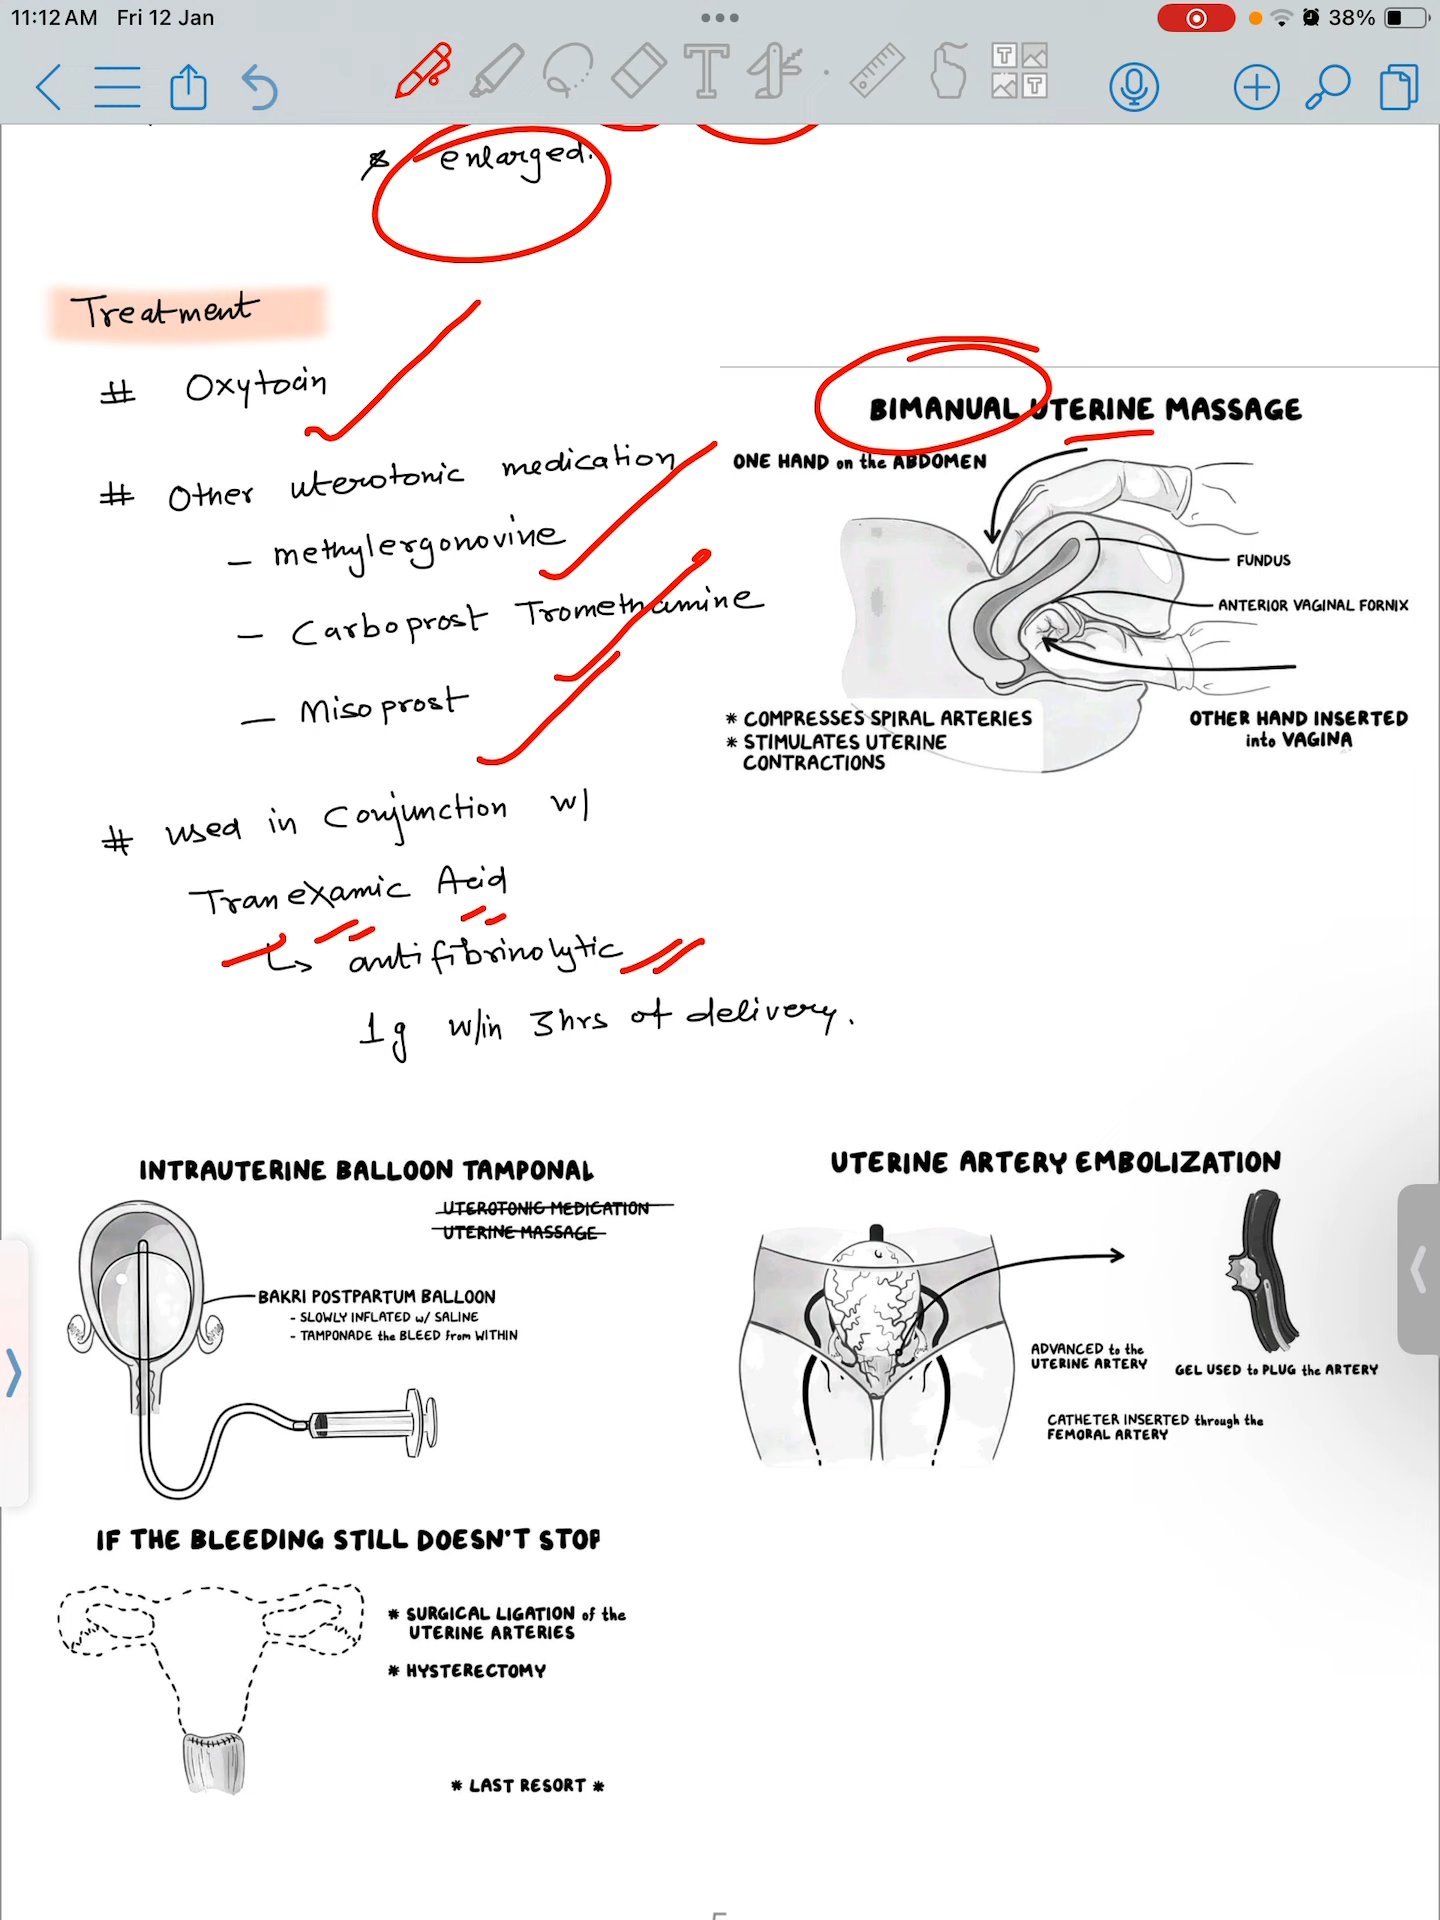 11:12 AM Fri 12 Jan
38%
* enlarged.
Treatment
# Oxytocin
# Other uterotonic medication
- methylergonovine
- Carboprost Tromethamine
- Misoprost
# used in Conjunction w/
Tranexamic Acid
↳ antifibrinolytic
1g w/in 3hrs of delivery.
BIMANUAL UTERINE MASSAGE
ONE HAND on the ABDOMEN
FUNDUS
ANTERIOR VAGINAL FORNIX
* COMPRESSES SPIRAL ARTERIES
* STIMULATES UTERINE
CONTRACTIONS
OTHER HAND INSERTED
into VAGINA
INTRAUTERINE BALLOON TAMPONAL
UTEROTONIC MEDICATION
UTERINE MASSAGE
BAKRI POSTPARTUM BALLOON
- SLOWLY INFLATED w/ SALINE
- TAMPONADE the BLEED from WITHIN
UTERINE ARTERY EMBOLIZATION
ADVANCED to the
UTERINE ARTERY
GEL USED to PLUG the ARTERY
CATHETER INSERTED through the
FEMORAL ARTERY
IF THE BLEEDING STILL DOESN'T STOP
* SURGICAL LIGATION of the
UTERINE ARTERIES
* HYSTERECTOMY
* LAST RESORT *